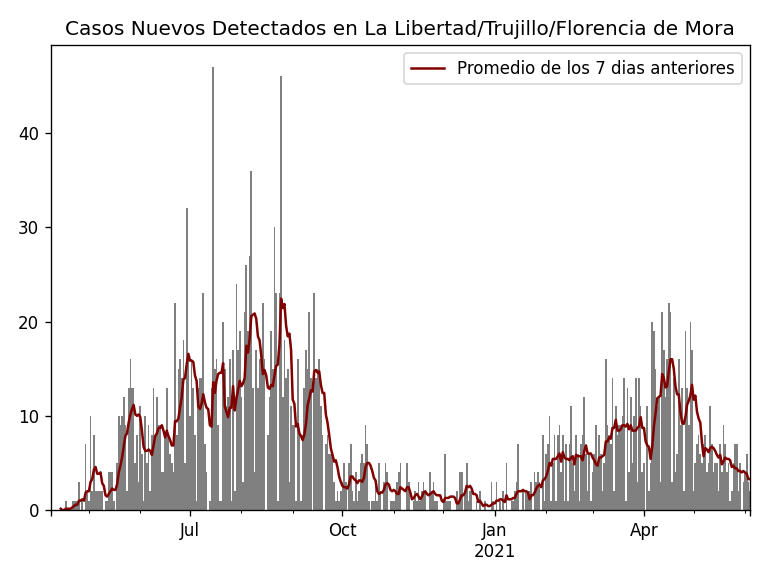 Casos Nuevos Detectados en La Libertad/Trujillo/Florencia de Mora
Promedio de los 7 dias anteriores
40
30
20
10
0
Jul
Oct
Jan
2021
Apr